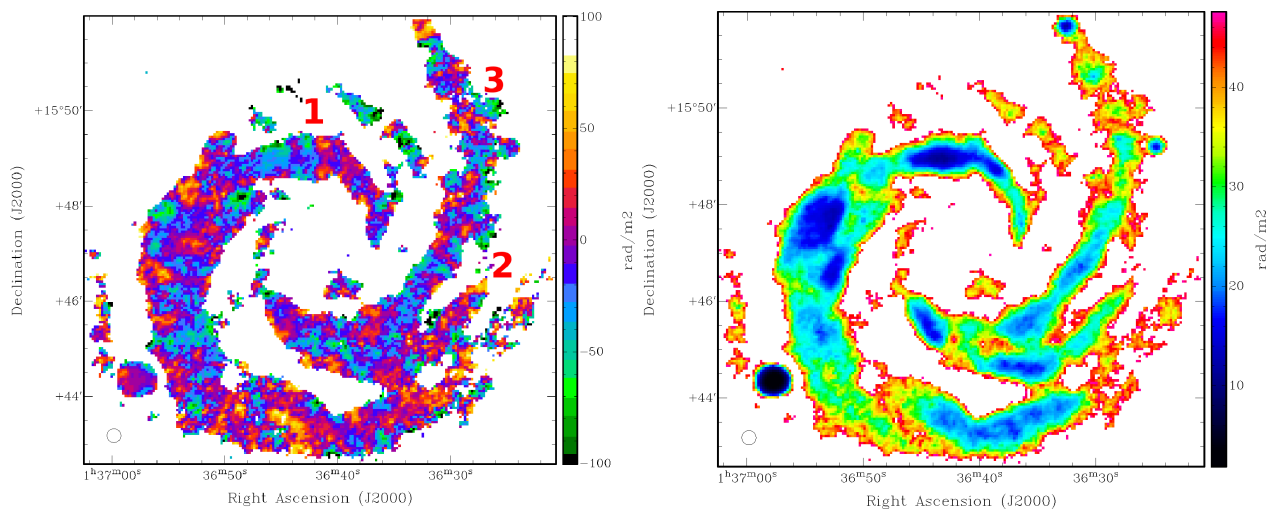 100
50
0
−50
−100
rad/m2
+15°50′
+48′
+46′
+44′
Declination (J2000)
1
2
3
1ʰ37ᵐ00ˢ
36ᵐ50ˢ
36ᵐ40ˢ
36ᵐ30ˢ
Right Ascension (J2000)
40
30
20
10
rad/m2
+15°50′
+48′
+46′
+44′
Declination (J2000)
1ʰ37ᵐ00ˢ
36ᵐ50ˢ
36ᵐ40ˢ
36ᵐ30ˢ
Right Ascension (J2000)